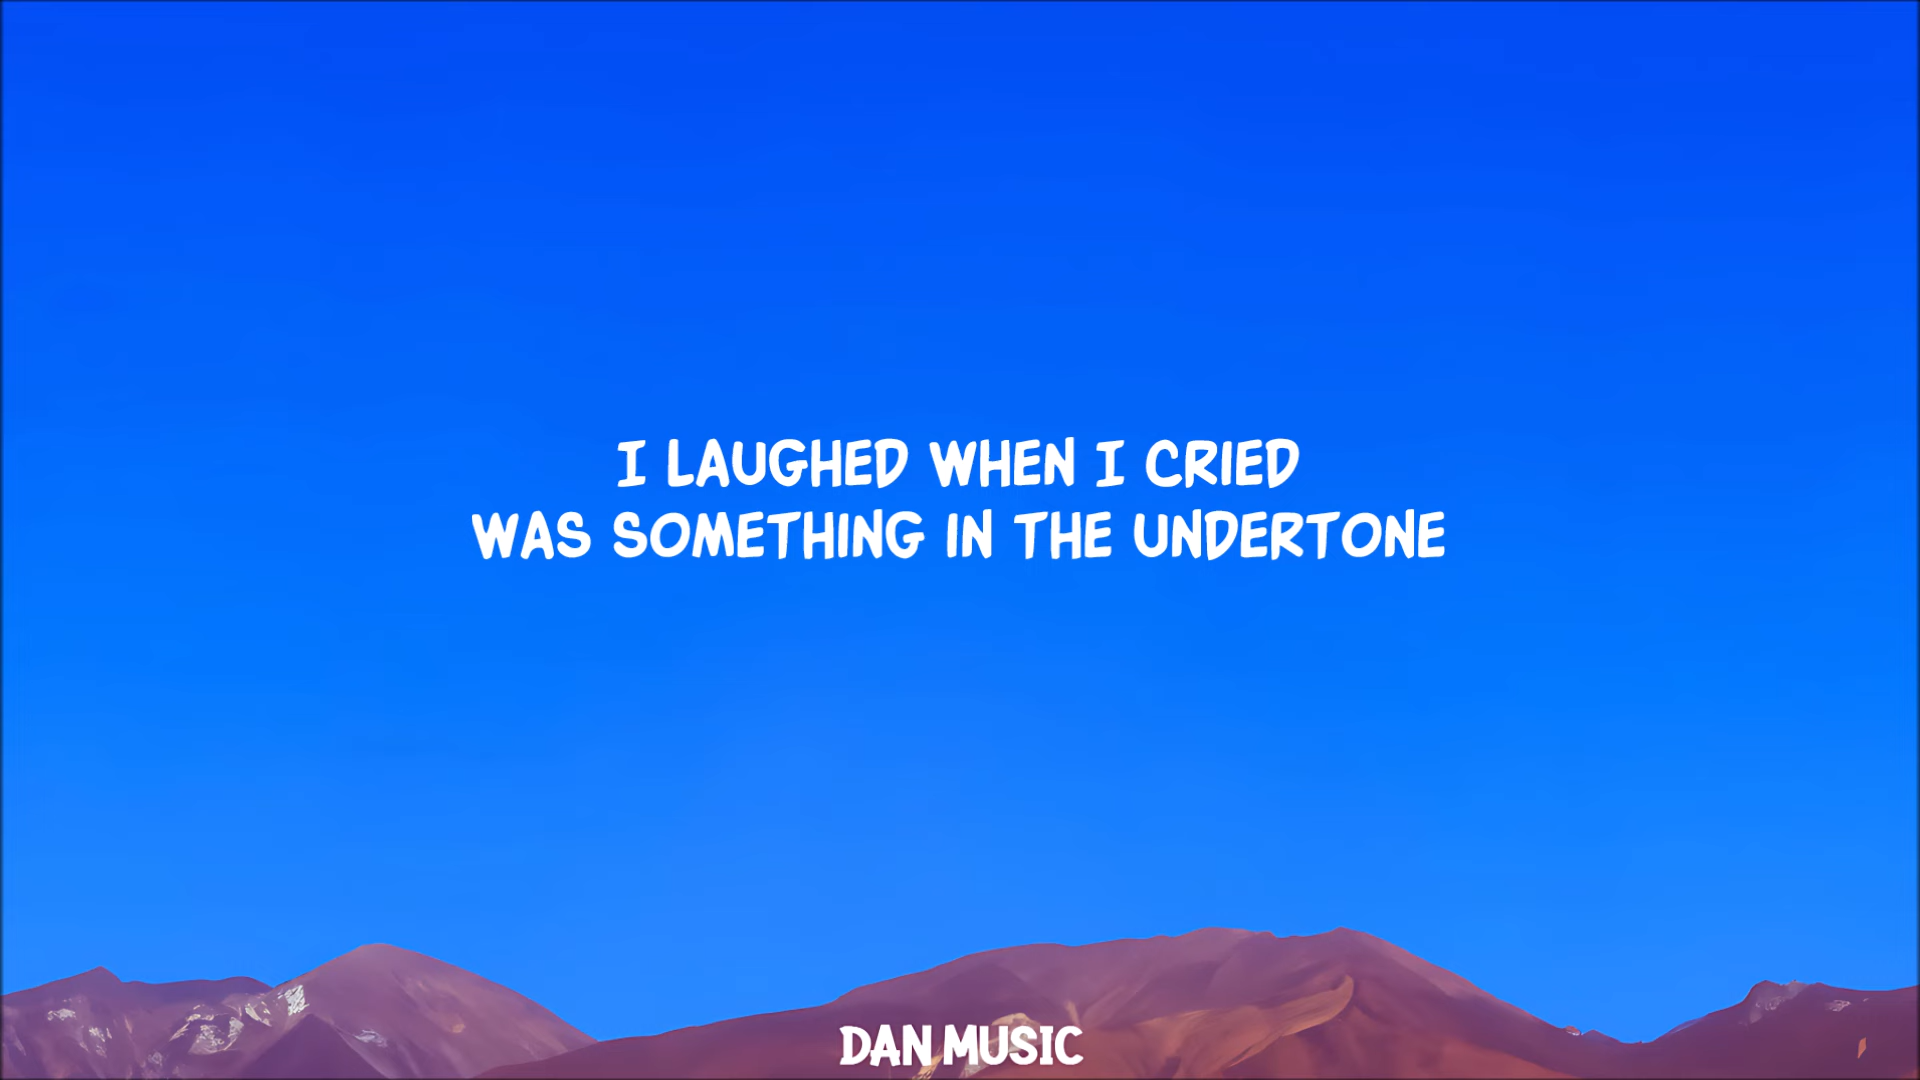 I LAUGHED WHEN I CRIED
WAS SOMETHING IN THE UNDERTONE
DAN MUSIC